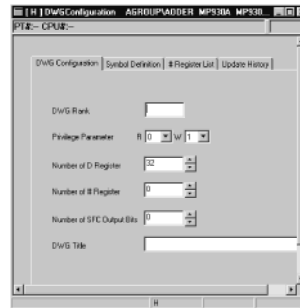 [ H ] DWGConfiguration AGROUP\ADDER MP930A MP930...
PT#:– CPU#:–
DWG Configuration Symbol Definition # Register List Update History
DWG Rank
Privilege Parameter R 0 W 1
Number of D Register 32
Number of # Register 0
Number of SFC Output Bits 0
DWG Title
H